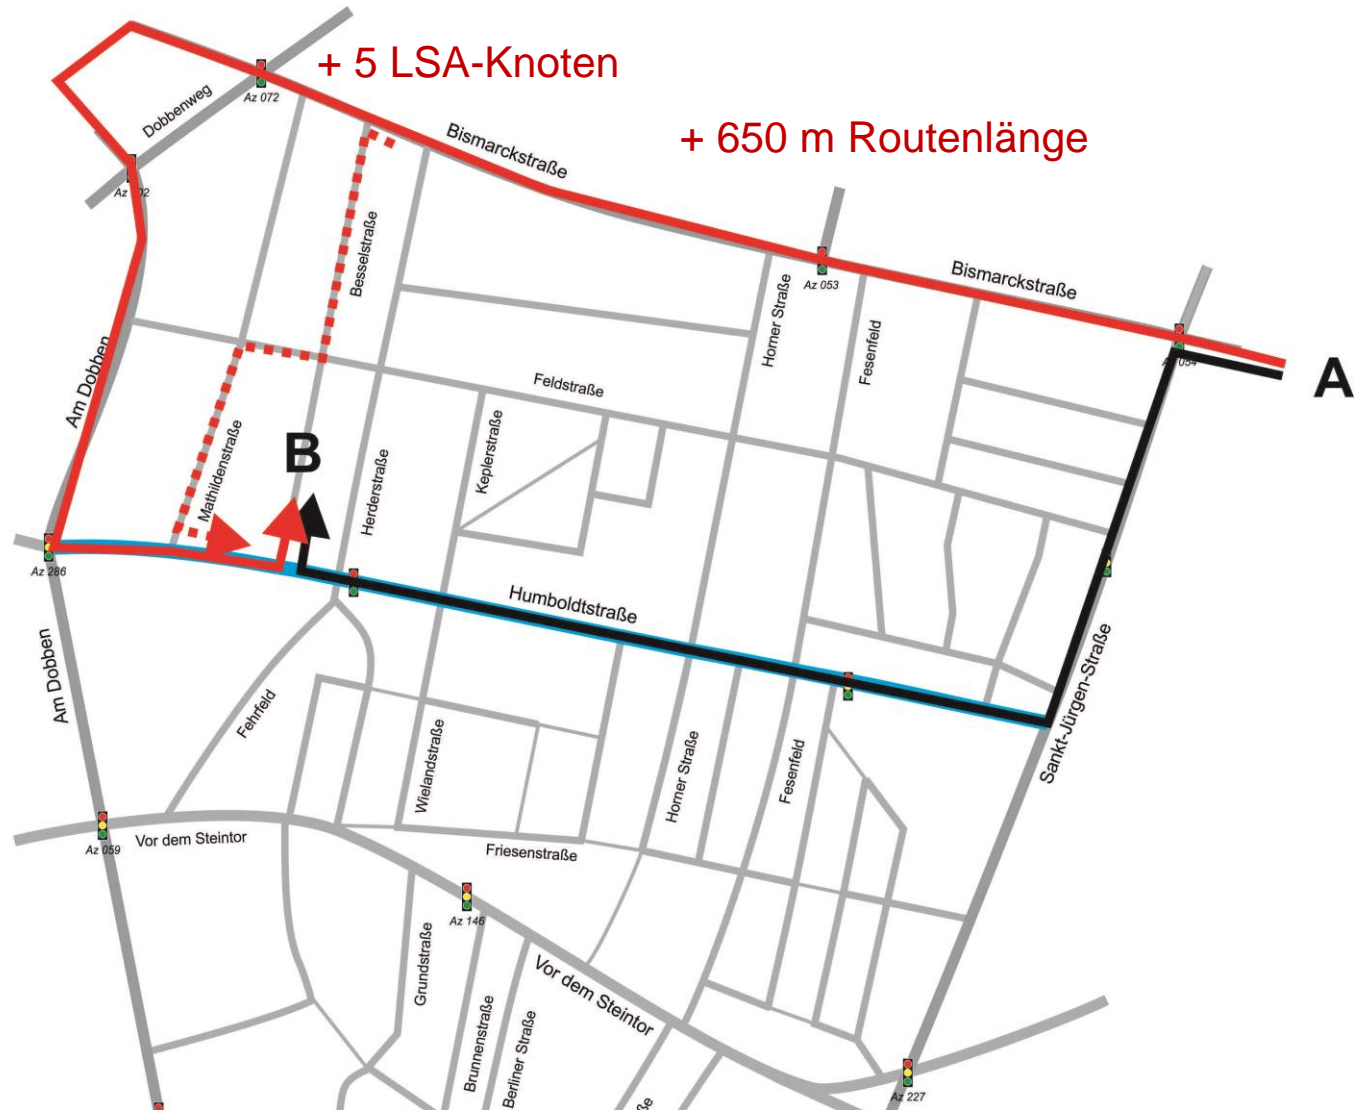 + 5 LSA-Knoten
Az 072
Dobbenweg
+ 650 m Routenlänge
Bismarckstraße
Az
02
Besselstraße
Bismarckstraße
Az 053
Horner Straße
Fesenfeld
A
Am Dobben
Feldstraße
B
Mathildenstraße
Keplerstraße
Herderstraße
Az 286
Humboldtstraße
Am Dobben
Sankt-Jürgen-Straße
Fehrfeld
Wielandstraße
Horner Straße
Fesenfeld
Az 059
Vor dem Steintor
Friesenstraße
Az 146
Grundstraße
Vor dem Steintor
Brunnenstraße
Berliner Straße
Az 227